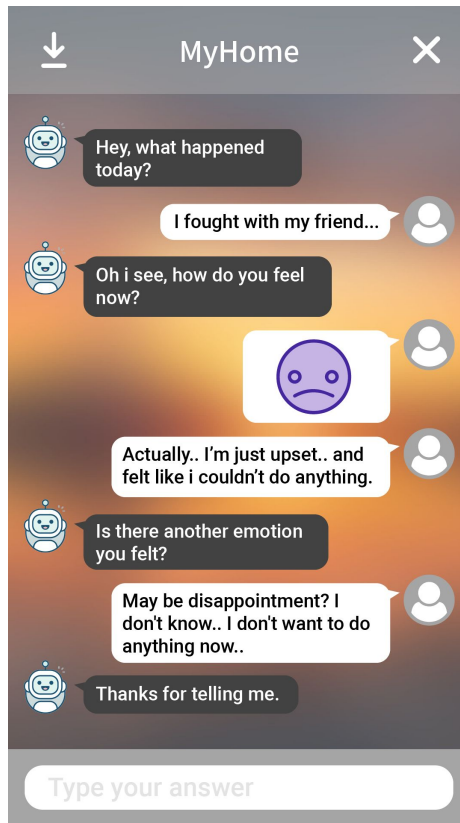 MyHome
Hey, what happened
today?
I fought with my friend...
Oh i see, how do you feel
now?
Actually.. I’m just upset.. and
felt like i couldn’t do anything.
Is there another emotion
you felt?
May be disappointment? I
don't know.. I don't want to do
anything now..
Thanks for telling me.
Type your answer